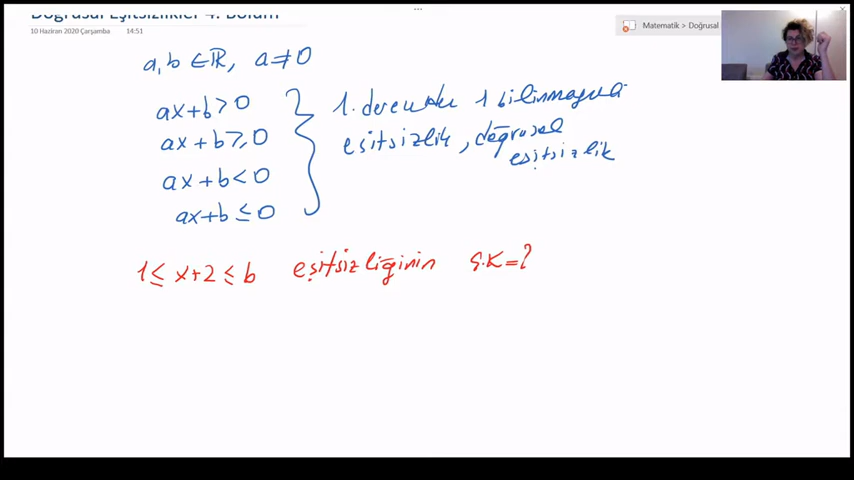 Doğrusal Eşitsizlikler 4. Bölüm
10 Haziran 2020 Çarşamba 14:51
Matematik > Doğrusal
a,b ∈ ℝ, a≠0
ax+b>0
ax+b≥0
ax+b<0
ax+b≤0
1. dereceden 1 bilinmeyenli
eşitsizlik, doğrusal
eşitsizlik
1≤ x+2 ≤ b eşitsizliğinin Ç.K=?